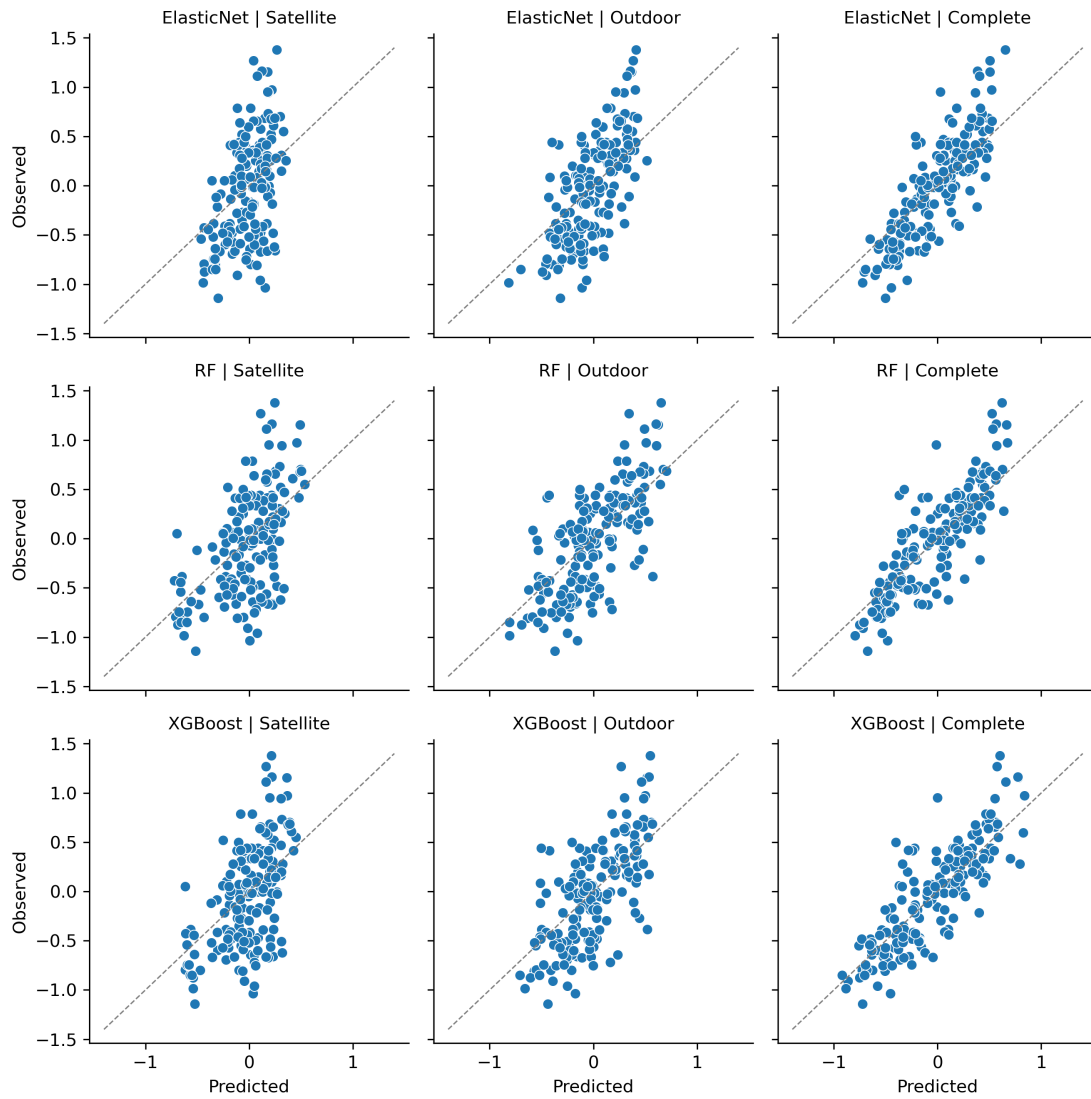 ElasticNet | Satellite
ElasticNet | Outdoor
ElasticNet | Complete
1.5
1.0
0.5
0.0
−0.5
−1.0
−1.5
Observed
RF | Satellite
RF | Outdoor
RF | Complete
1.5
1.0
0.5
0.0
−0.5
−1.0
−1.5
Observed
XGBoost | Satellite
XGBoost | Outdoor
XGBoost | Complete
1.5
1.0
0.5
0.0
−0.5
−1.0
−1.5
Observed
−1 0 1
−1 0 1
−1 0 1
Predicted
Predicted
Predicted